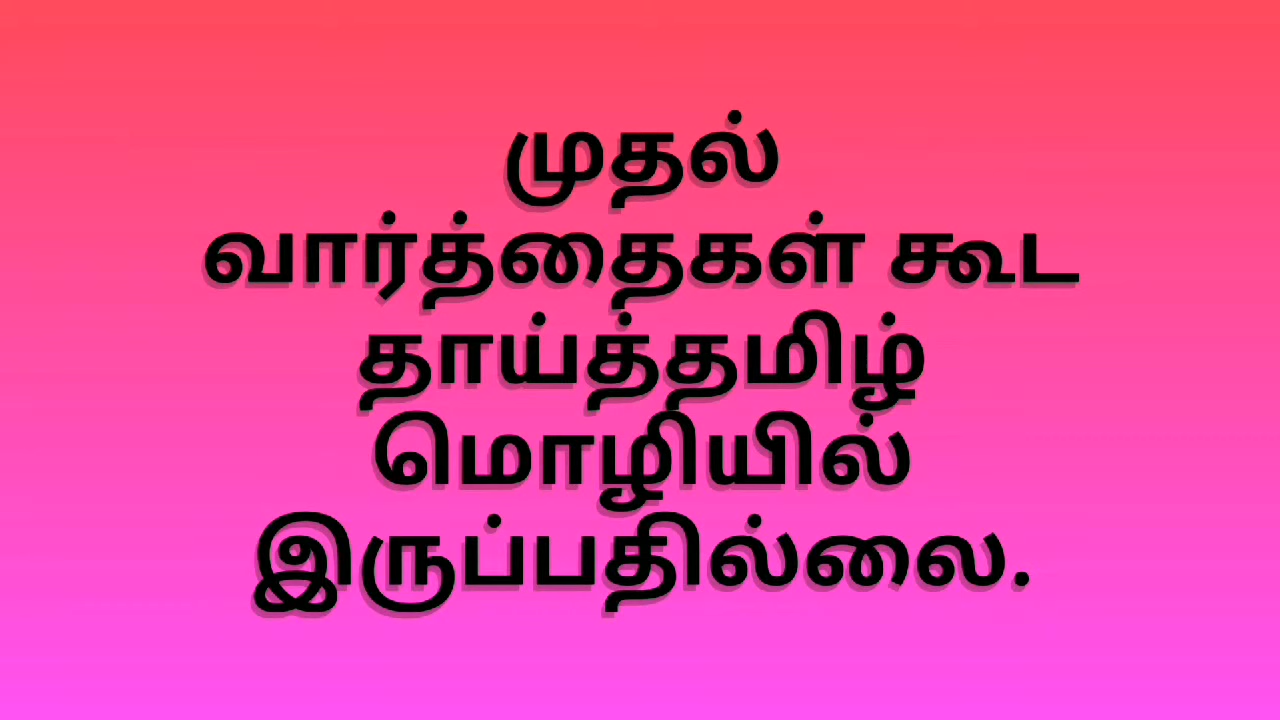 முதல்
வார்த்தைகள் கூட
தாய்த்தமிழ்
மொழியில்
இருப்பதில்லை.